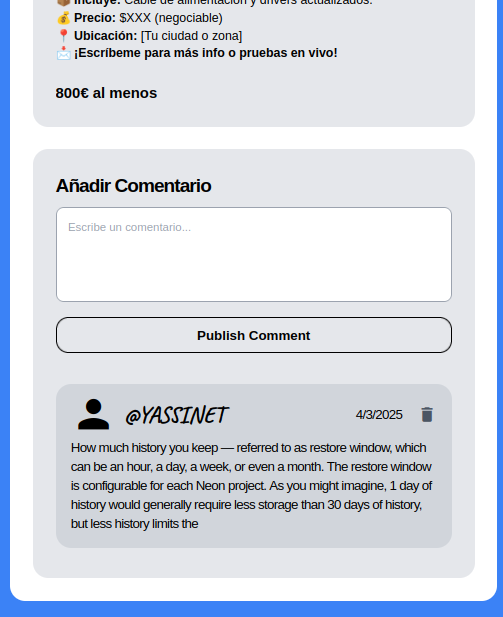 📦 Incluye: Cable de alimentación y drivers actualizados.
💰 Precio: $XXX (negociable)
📍 Ubicación: [Tu ciudad o zona]
📩 ¡Escríbeme para más info o pruebas en vivo!
800€ al menos
Añadir Comentario
Escribe un comentario...
Publish Comment
@YASSINET 4/3/2025
How much history you keep — referred to as restore window, which
can be an hour, a day, a week, or even a month. The restore window
is configurable for each Neon project. As you might imagine, 1 day of
history would generally require less storage than 30 days of history,
but less history limits the